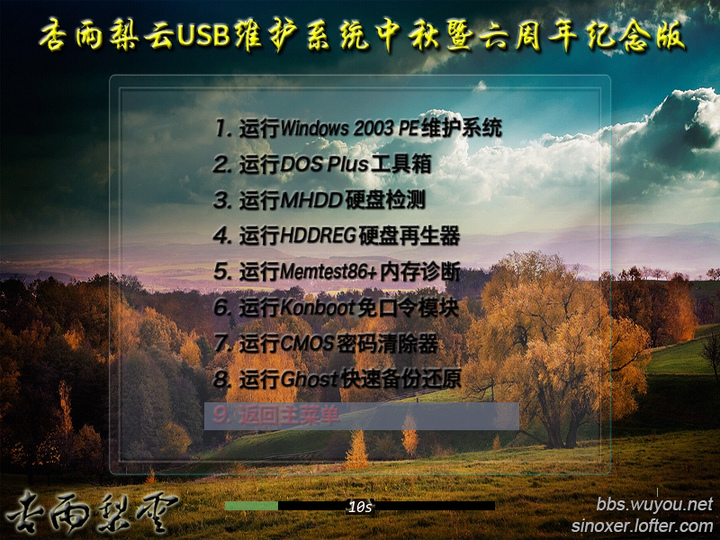 杏雨梨云USB维护系统中秋暨六周年纪念版
1. 运行Windows 2003 PE维护系统
2. 运行DOS Plus工具箱
3. 运行MHDD硬盘检测
4. 运行HDDREG硬盘再生器
5. 运行Memtest86+内存诊断
6. 运行Konboot免口令模块
7. 运行CMOS密码清除器
8. 运行Ghost快速备份还原
9. 返回主菜单
10s
杏雨梨雲
bbs.wuyou.net
sinoxer.lofter.com